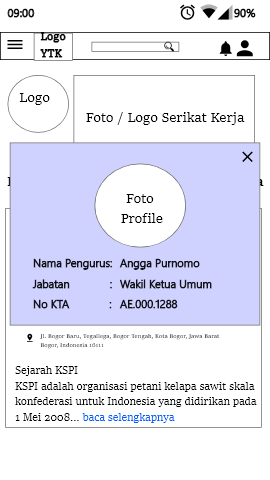 09:00
90%
Logo
YTK
Logo
Foto / Logo Serikat Kerja
Foto
Profile
Nama Pengurus: Angga Purnomo
Jabatan : Wakil Ketua Umum
No KTA : AE.000.1288
Jl. Bogor Baru, Tegallega, Bogor Tengah, Kota Bogor, Jawa Barat
Bogor, Indonesia 16111
Sejarah KSPI
KSPI adalah organisasi petani kelapa sawit skala
konfederasi untuk Indonesia yang didirikan pada
1 Mei 2008... baca selengkapnya